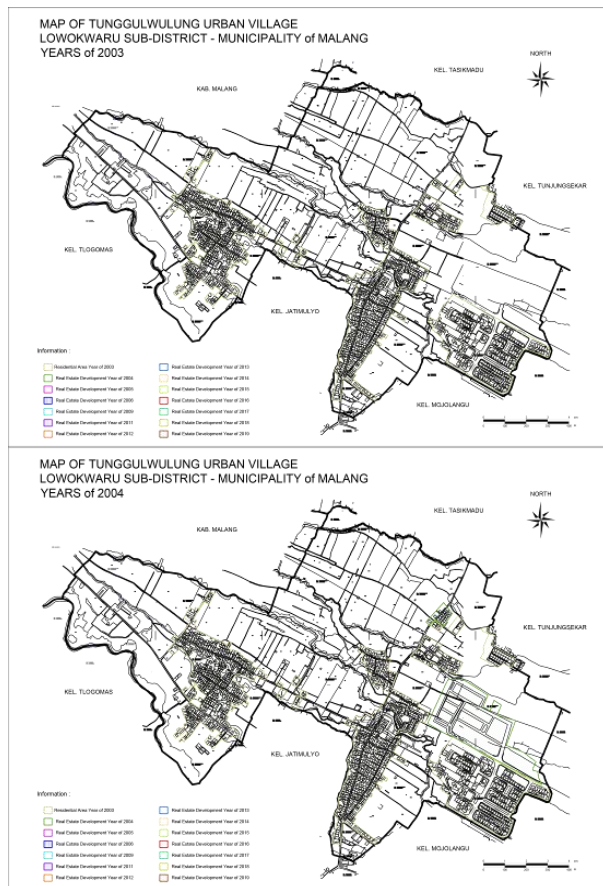 MAP OF TUNGGULWULUNG URBAN VILLAGE
LOWOKWARU SUB-DISTRICT - MUNICIPALITY of MALANG
YEARS of 2003
NORTH
KEL. TASIKMADU
KAB. MALANG
KEL. TUNJUNGSEKAR
KEL. TLOGOMAS
KEL. JATIMULYO
KEL. MOJOLANGU
Information :
Residential Area Year of 2003
Real Estate Development Year of 2004
Real Estate Development Year of 2005
Real Estate Development Year of 2008
Real Estate Development Year of 2009
Real Estate Development Year of 2011
Real Estate Development Year of 2012
Real Estate Development Year of 2013
Real Estate Development Year of 2014
Real Estate Development Year of 2015
Real Estate Development Year of 2016
Real Estate Development Year of 2017
Real Estate Development Year of 2018
Real Estate Development Year of 2019
MAP OF TUNGGULWULUNG URBAN VILLAGE
LOWOKWARU SUB-DISTRICT - MUNICIPALITY of MALANG
YEARS of 2004
NORTH
KEL. TASIKMADU
KAB. MALANG
KEL. TUNJUNGSEKAR
KEL. TLOGOMAS
KEL. JATIMULYO
KEL. MOJOLANGU
Information :
Residential Area Year of 2003
Real Estate Development Year of 2004
Real Estate Development Year of 2005
Real Estate Development Year of 2008
Real Estate Development Year of 2009
Real Estate Development Year of 2011
Real Estate Development Year of 2012
Real Estate Development Year of 2013
Real Estate Development Year of 2014
Real Estate Development Year of 2015
Real Estate Development Year of 2016
Real Estate Development Year of 2017
Real Estate Development Year of 2018
Real Estate Development Year of 2019